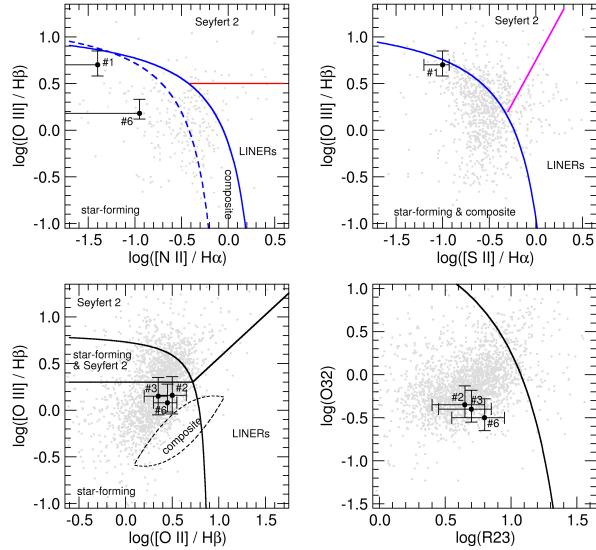 Seyfert 2
#1
#6
LINERs
composite
star-forming
1.0
0.5
0.0
-0.5
-1.0
-1.5
-1.0
-0.5
0.0
0.5
log([O III] / Hβ)
log([N II] / Hα)
Seyfert 2
#1
LINERs
star-forming & composite
1.0
0.5
0.0
-0.5
-1.0
-1.5
-1.0
-0.5
0.0
0.5
log([O III] / Hβ)
log([S II] / Hα)
Seyfert 2
star-forming
& Seyfert 2
#3
#2
#6
composite
LINERs
star-forming
1.0
0.5
0.0
-0.5
-1.0
-0.5
0.0
0.5
1.0
1.5
log([O III] / Hβ)
log([O II] / Hβ)
#2
#3
#6
1.0
0.5
0.0
-0.5
-1.0
-1.5
0.0
0.5
1.0
1.5
log(O32)
log(R23)